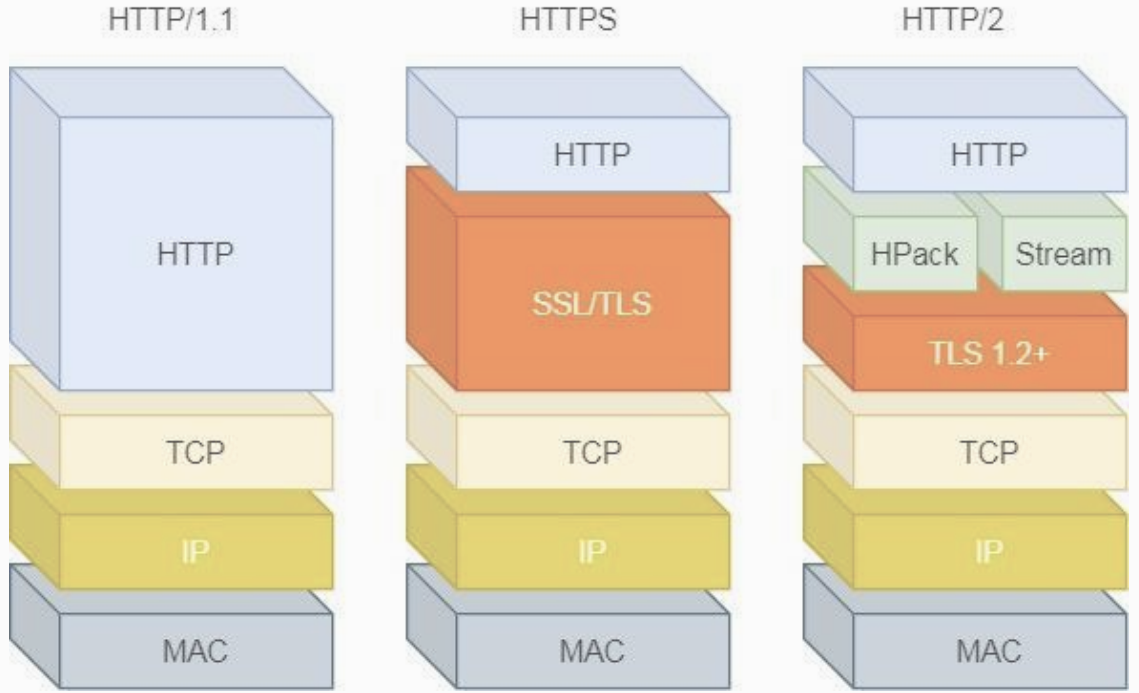 HTTP/1.1
HTTPS
HTTP/2
HTTP
TCP
IP
MAC
HTTP
SSL/TLS
TCP
IP
MAC
HTTP
HPack
Stream
TLS 1.2+
TCP
IP
MAC